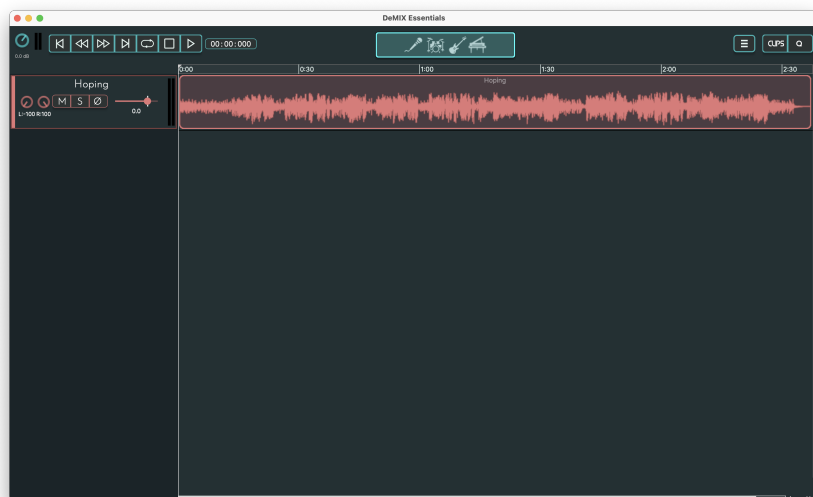 DeMIX Essentials
00:00:000
CLIPS
Q
0.0 dB
0:00
0:30
1:00
1:30
2:00
2:30
Hoping
Hoping
M
S
Ø
L:-100 R:100
0.0